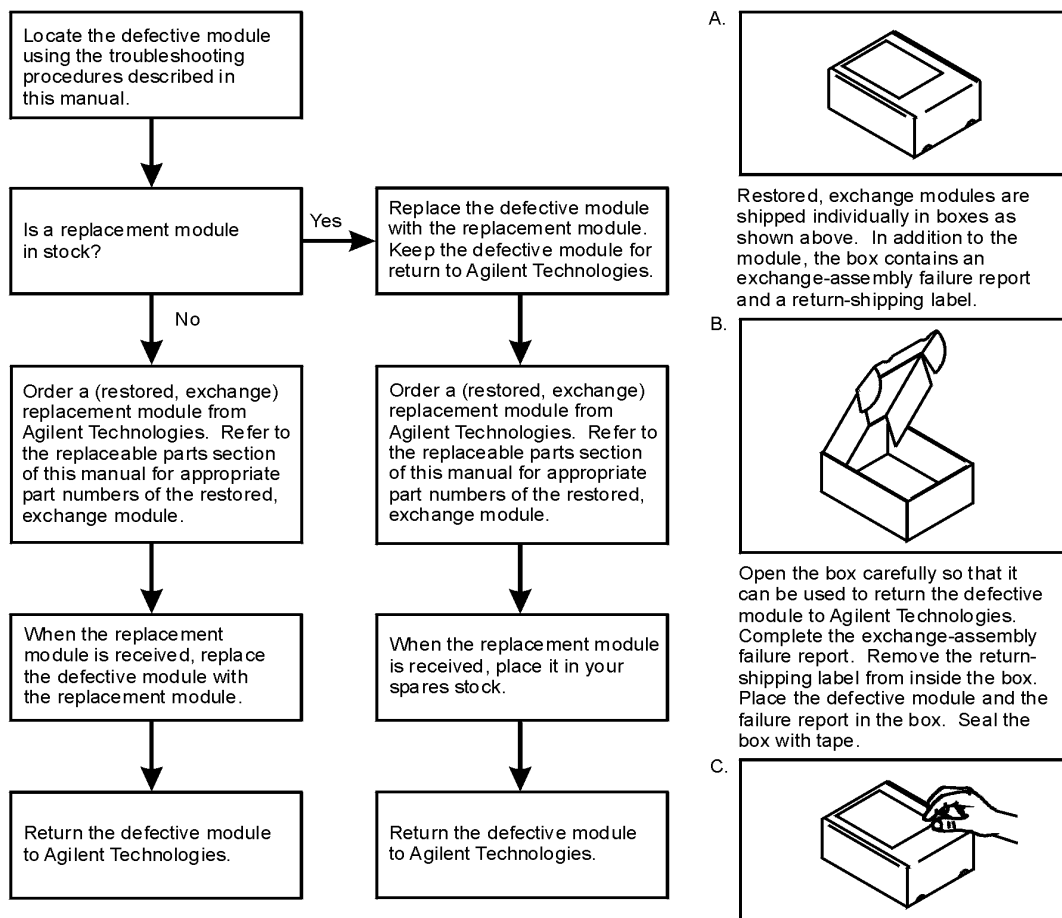 Locate the defective module
using the troubleshooting
procedures described in
this manual.
Is a replacement module
in stock?
Yes
Replace the defective module
with the replacement module.
Keep the defective module for
return to Agilent Technologies.
No
Order a (restored, exchange)
replacement module from
Agilent Technologies. Refer to
the replaceable parts section
of this manual for appropriate
part numbers of the restored,
exchange module.
Order a (restored, exchange)
replacement module from
Agilent Technologies. Refer to
the replaceable parts section
of this manual for appropriate
part numbers of the restored,
exchange module.
When the replacement
module is received, replace
the defective module with
the replacement module.
When the replacement module
is received, place it in your
spares stock.
Return the defective module
to Agilent Technologies.
Return the defective module
to Agilent Technologies.
A.
Restored, exchange modules are
shipped individually in boxes as
shown above. In addition to the
module, the box contains an
exchange-assembly failure report
and a return-shipping label.
B.
Open the box carefully so that it
can be used to return the defective
module to Agilent Technologies.
Complete the exchange-assembly
failure report. Remove the return-
shipping label from inside the box.
Place the defective module and the
failure report in the box. Seal the
box with tape.
C.